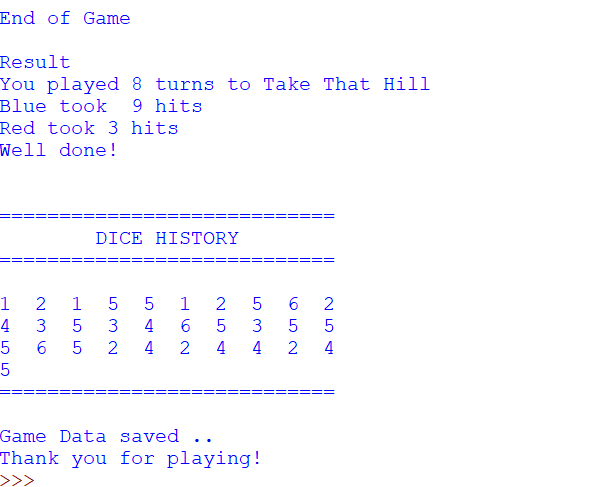 End of Game
Result
You played 8 turns to Take That Hill
Blue took  9 hits
Red took 3 hits
Well done!
============================
        DICE HISTORY
============================
1  2  1  5  5  1  2  5  6  2
4  3  5  3  4  6  5  3  5  5
5  6  5  2  4  2  4  4  2  4
5
============================
Game Data saved ..
Thank you for playing!
>>>